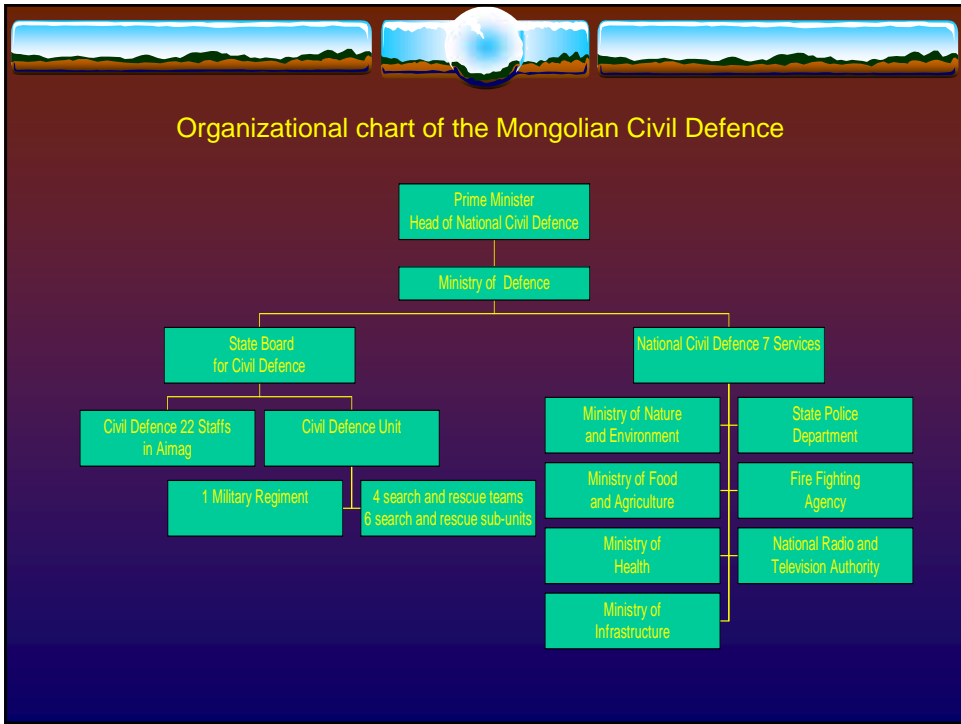 Organizational chart of the Mongolian Civil Defence
Prime Minister
Head of National Civil Defence
Ministry of Defence
State Board
for Civil Defence
National Civil Defence 7 Services
Civil Defence 22 Staffs
in Aimag
Civil Defence Unit
1 Military Regiment
4 search and rescue teams
6 search and rescue sub-units
Ministry of Nature
and Environment
State Police
Department
Ministry of Food
and Agriculture
Fire Fighting
Agency
Ministry of
Health
National Radio and
Television Authority
Ministry of
Infrastructure